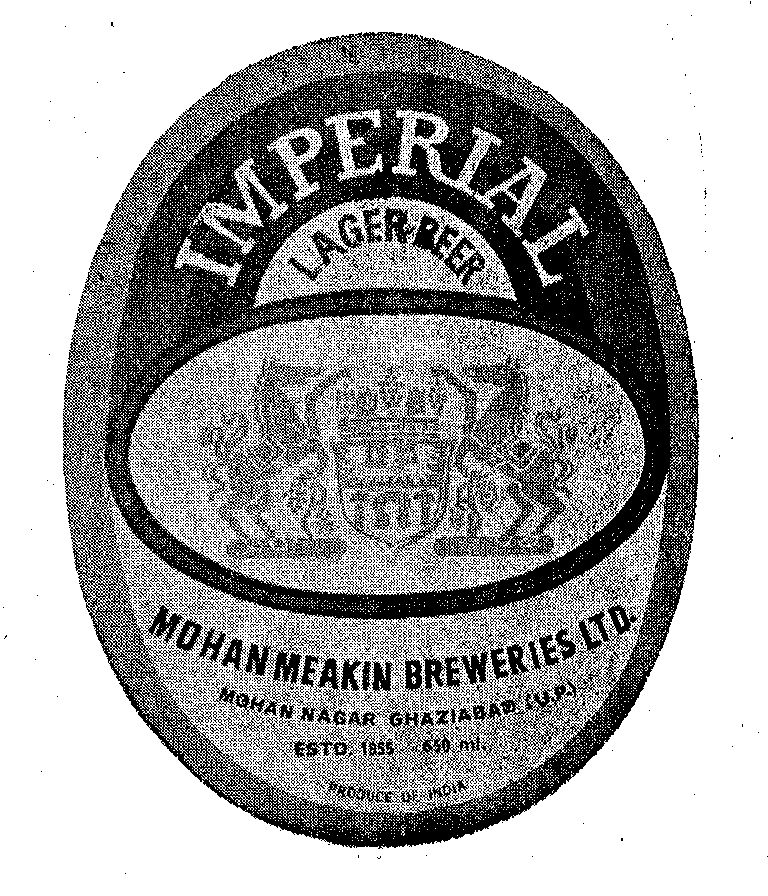 IMPERIAL
LAGER BEER
MOHAN MEAKIN BREWERIES LTD.
MOHAN NAGAR GHAZIABAD (U.P.)
ESTD. 1855 650 ml.
PRODUCE OF INDIA